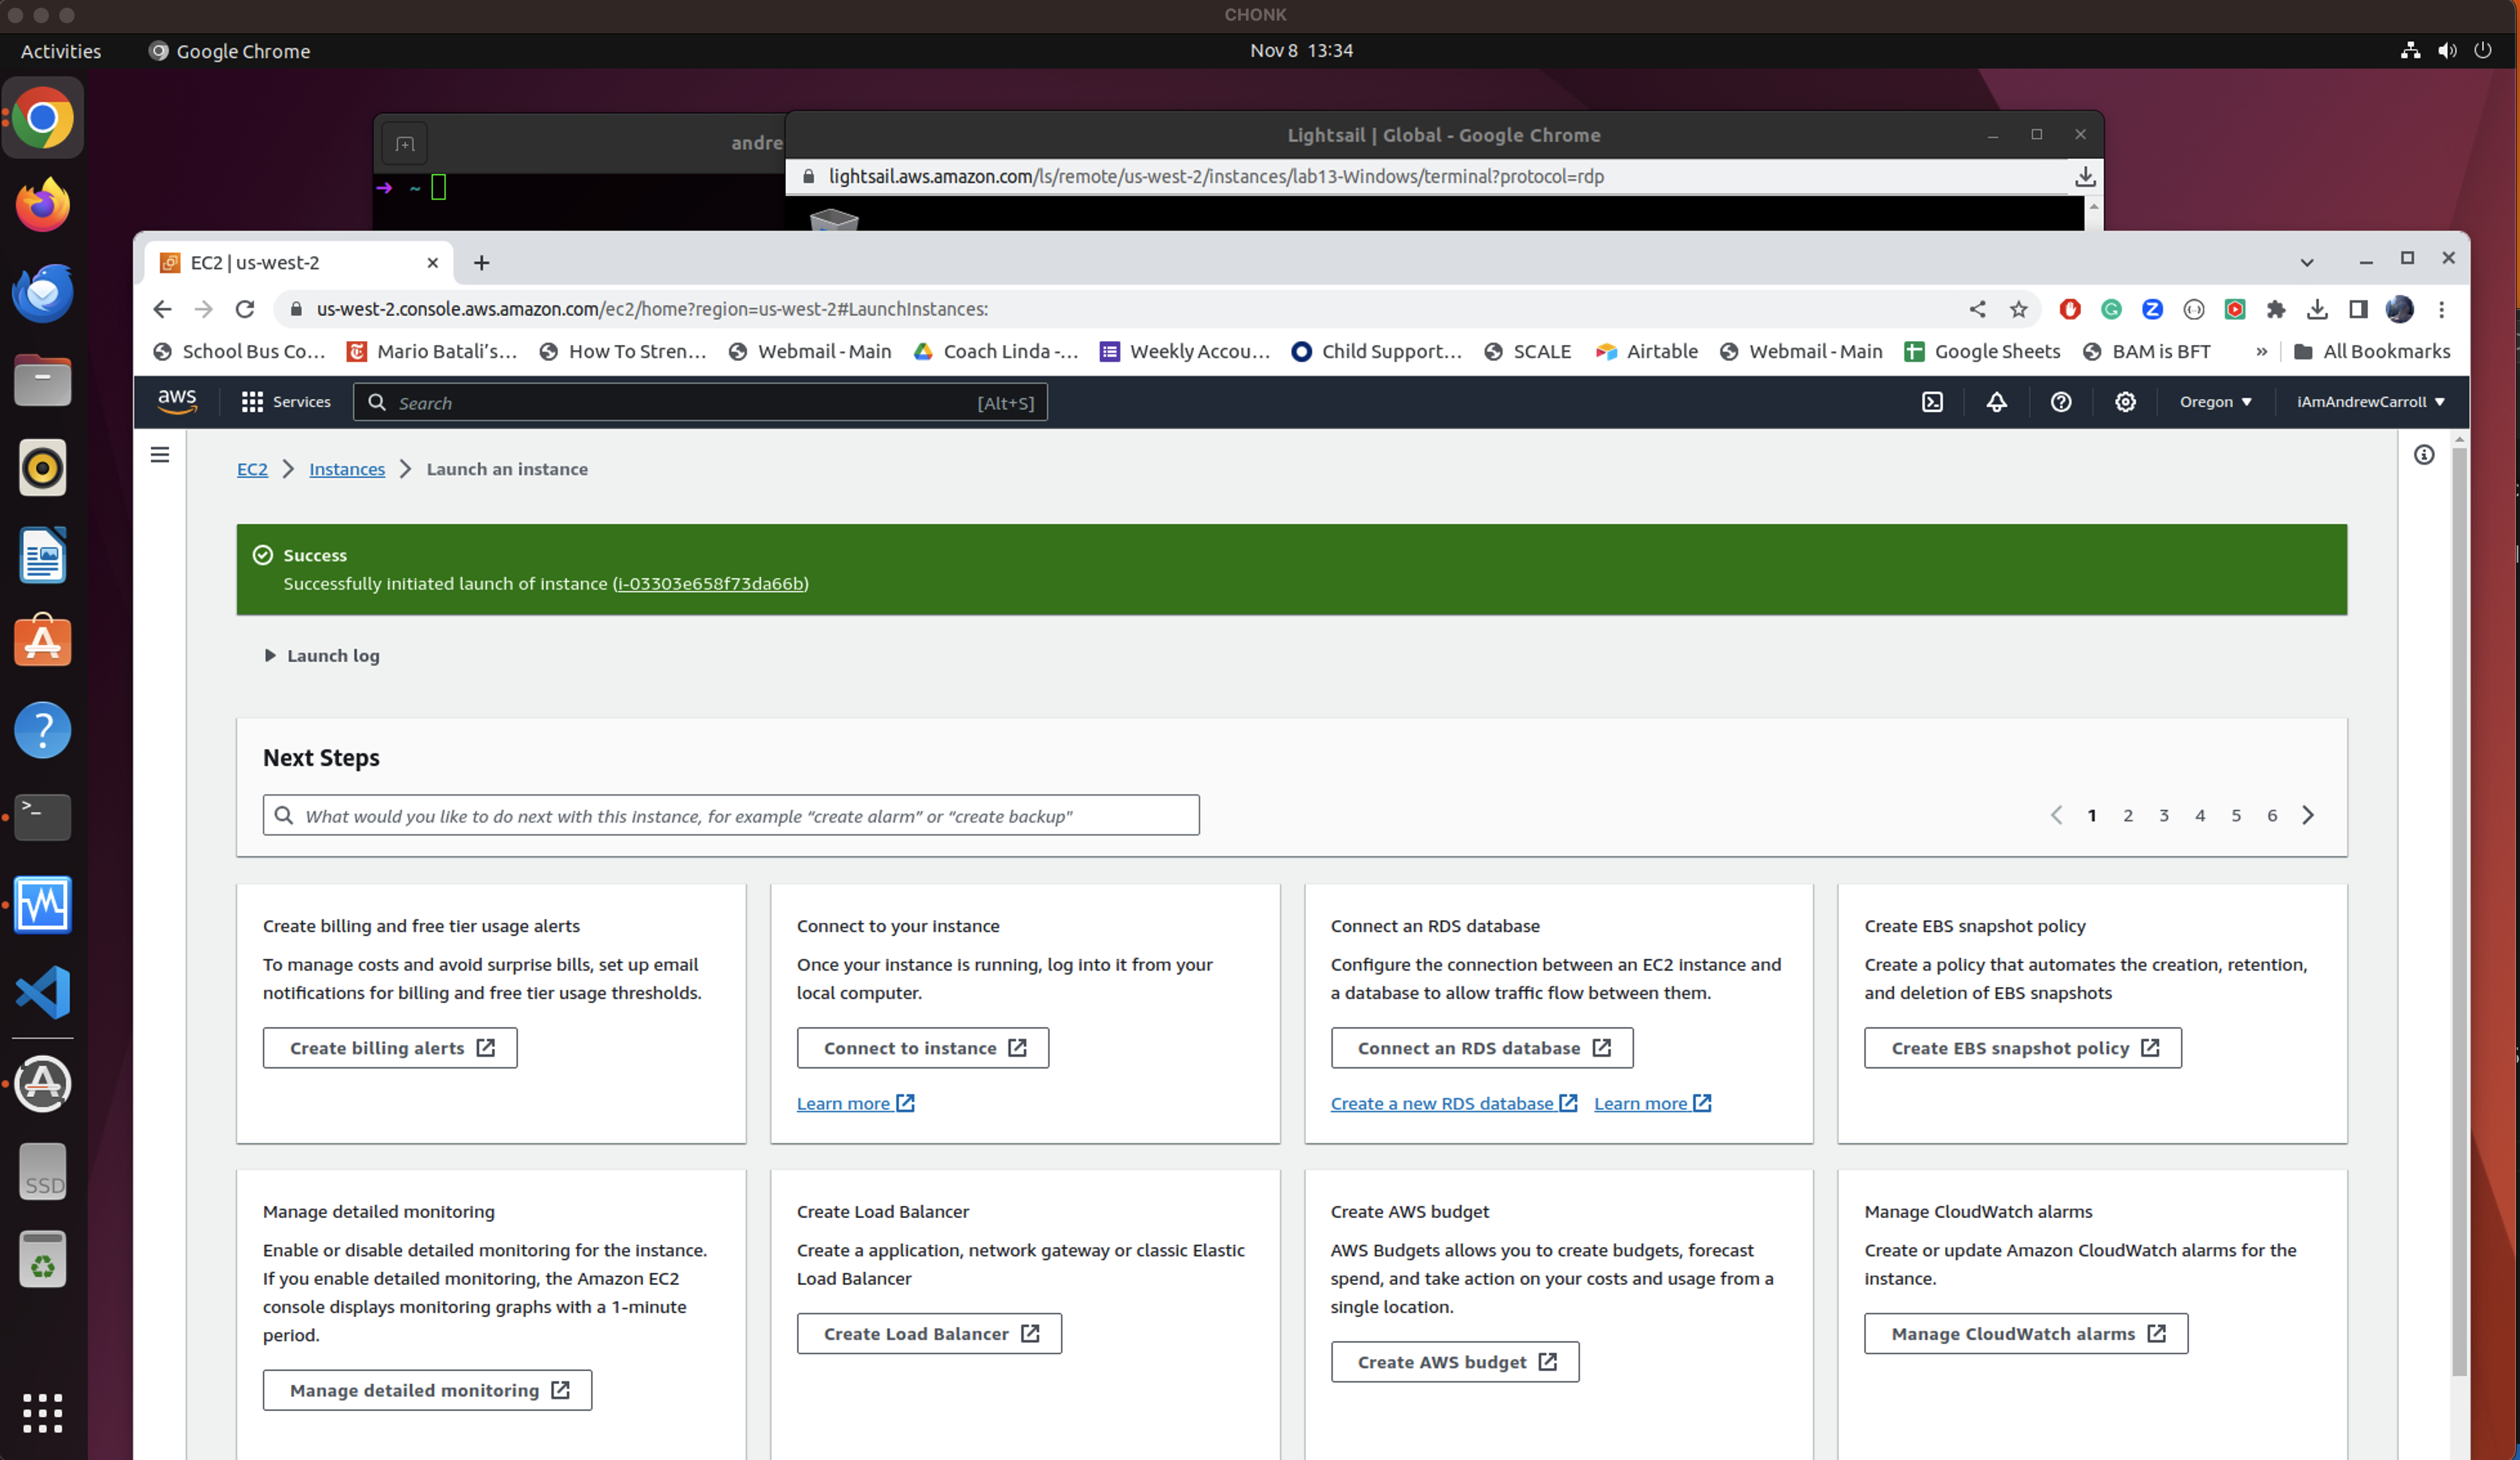 CHONK
Activities
Google Chrome
Nov 8 13:34
andre
Lightsail | Global - Google Chrome
lightsail.aws.amazon.com/ls/remote/us-west-2/instances/lab13-Windows/terminal?protocol=rdp
➜ ~
EC2 | us-west-2
us-west-2.console.aws.amazon.com/ec2/home?region=us-west-2#LaunchInstances:
School Bus Co...
Mario Batali's...
How To Stren...
Webmail - Main
Coach Linda -...
Weekly Accou...
Child Support...
SCALE
Airtable
Webmail - Main
Google Sheets
BAM is BFT
»
All Bookmarks
aws
Services
Search
[Alt+S]
Oregon
iAmAndrewCarroll
EC2 > Instances > Launch an instance
Success
Successfully initiated launch of instance (i-03303e658f73da66b)
Launch log
Next Steps
What would you like to do next with this instance, for example “create alarm” or “create backup"
1 2 3 4 5 6
Create billing and free tier usage alerts
To manage costs and avoid surprise bills, set up email
notifications for billing and free tier usage thresholds.
Create billing alerts
Connect to your instance
Once your instance is running, log into it from your
local computer.
Connect to instance
Learn more
Connect an RDS database
Configure the connection between an EC2 instance and
a database to allow traffic flow between them.
Connect an RDS database
Create a new RDS database
Learn more
Create EBS snapshot policy
Create a policy that automates the creation, retention,
and deletion of EBS snapshots
Create EBS snapshot policy
Manage detailed monitoring
Enable or disable detailed monitoring for the instance.
If you enable detailed monitoring, the Amazon EC2
console displays monitoring graphs with a 1-minute
period.
Manage detailed monitoring
Create Load Balancer
Create a application, network gateway or classic Elastic
Load Balancer
Create Load Balancer
Create AWS budget
AWS Budgets allows you to create budgets, forecast
spend, and take action on your costs and usage from a
single location.
Create AWS budget
Manage CloudWatch alarms
Create or update Amazon CloudWatch alarms for the
instance.
Manage CloudWatch alarms
SSD